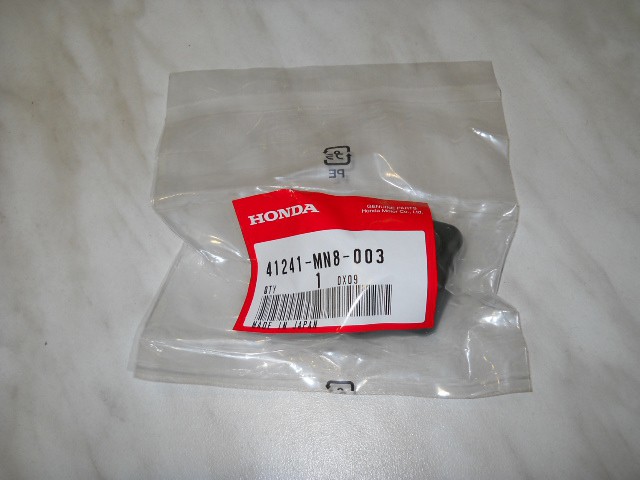 PE
HONDA
GENUINE PARTS
Honda Motor Co., Ltd.
41241-MN8-003
1
QTY
DX09
MADE IN JAPAN